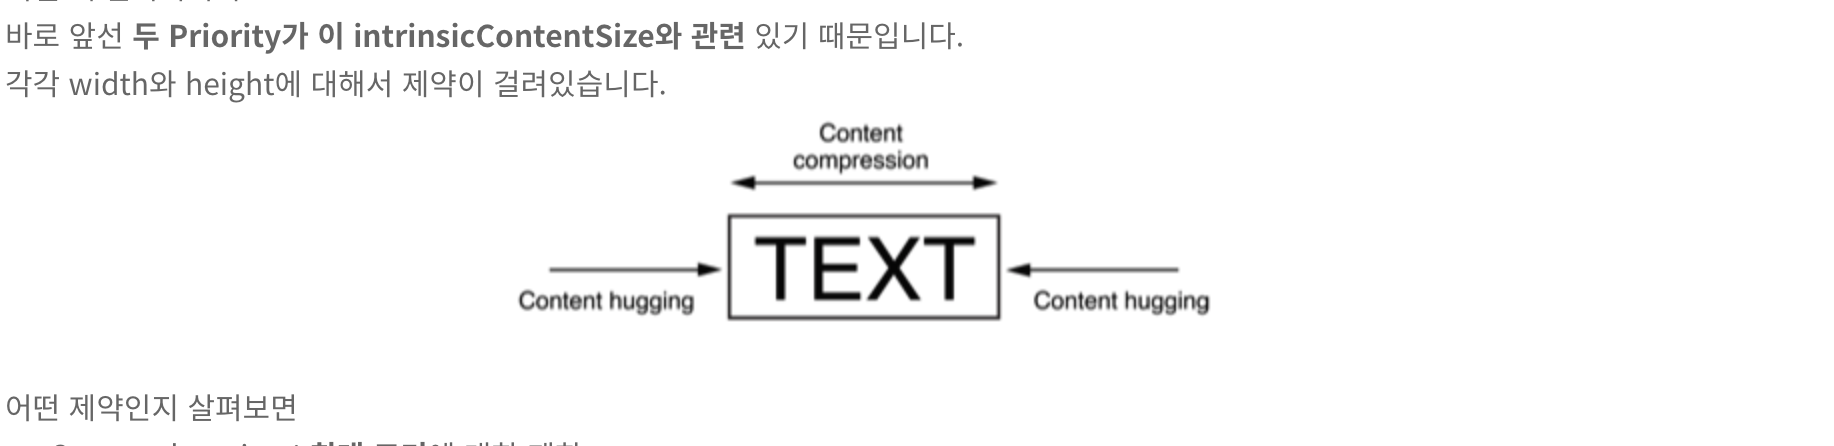 바로 앞선 두 Priority가 이 intrinsicContentSize와 관련 있기 때문입니다.
각각 width와 height에 대해서 제약이 걸려있습니다.
Content
compression
TEXT
Content hugging
Content hugging
어떤 제약인지 살펴보면